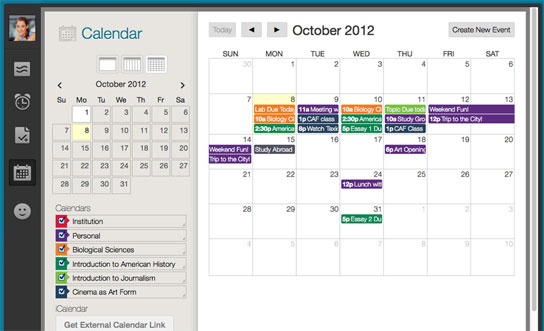 Calendar
October 2012
Su Mo Tu We Th Fr Sa
1 2 3 4 5 6
7 8 9 10 11 12 13
14 15 16 17 18 19 20
21 22 23 24 25 26 27
28 29 30 31
Calendars
Institution
Personal
Biological Sciences
Introduction to American History
Introduction to Journalism
Cinema as Art Form
iCalendar
Get External Calendar Link
Today
October 2012
Create New Event
SUN MON TUE WED THU FRI SAT
30 1 2 3 4 5 6
7 8 9 10 11 12 13
Lab Due Today
11a Meeting w
10a Biology Cl
Topic Due today
Weekend Fun!
10a Biology Cl
1p CAF class
2:30p America
10a Study Gro
12p Trip to the City!
2:30p America
8p Watch Taxi
5p Essay 1 Du
1p CAF Class
14 15 16 17 18 19 20
Weekend Fun!
Study Abroad
6p Art Opening
Trip to the City!
21 22 23 24 25 26 27
12p Lunch with
28 29 30 31 1 2 3
5p Essay 2 Du
4 5 6 7 8 9 10